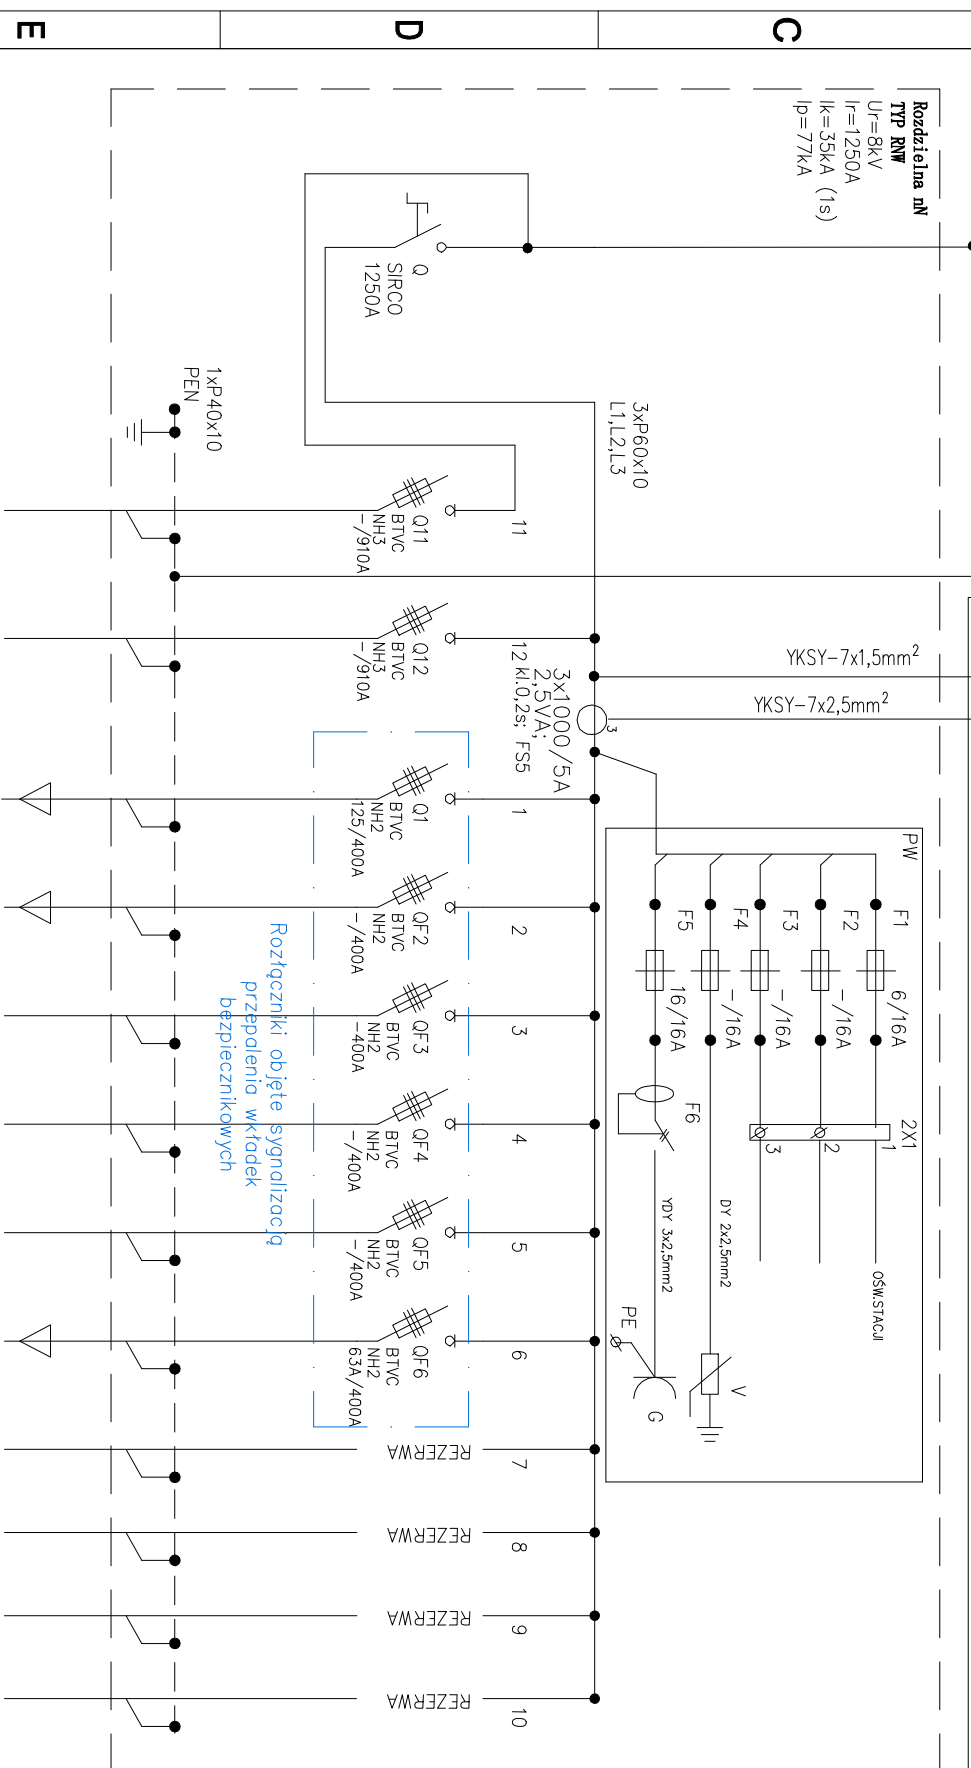 E
D
C
Rozdzielna nN
TYP RNW
Ur=8kV
Ir=1250A
Ik=35kA (1s)
Ip=77kA
Q
SIRCO
1250A
1xP40x10
PEN
3xP60x10
L1,L2,L3
11
Q11
BTVC
NH3
-/910A
12
Q12
BTVC
NH3
-/910A
YKSY-7x1,5mm²
YKSY-7x2,5mm²
3
3x1000/5A
2,5VA;
kl.0,2s; FS5
1
Q1
BTVC
NH2
125/400A
2
QF2
BTVC
NH2
-/400A
3
QF3
BTVC
NH2
-400A
4
QF4
BTVC
NH2
-/400A
5
QF5
BTVC
NH2
-/400A
6
QF6
BTVC
NH2
63A/400A
Rozłączniki objęte sygnalizacją
przepalenia wkładek
bezpiecznikowych
7
REZERWA
8
REZERWA
9
REZERWA
10
REZERWA
PW
F1
6/16A
F2
-/16A
F3
-/16A
F4
-/16A
F5
16/16A
F6
2X1
1
2
3
OŚW.STACJI
DY 2x2,5mm2
YDY 3x2,5mm2
PE
V
G